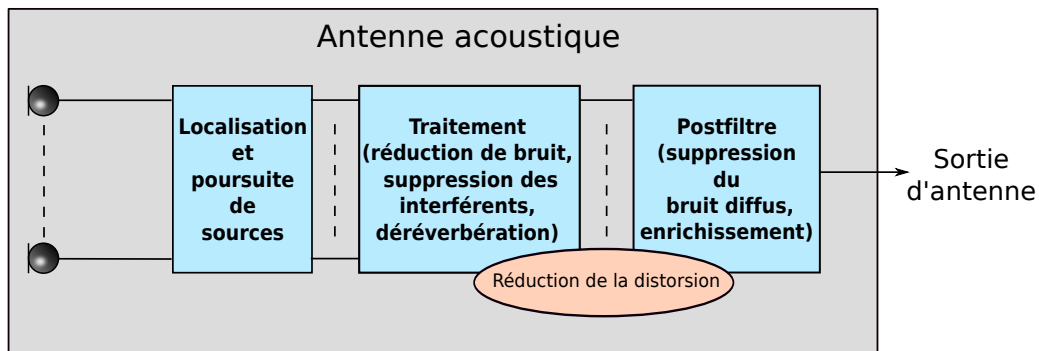 Antenne acoustique
Localisation
et
poursuite
de
sources
Traitement
(réduction de bruit,
suppression des
interférents,
déréverbération)
Postfiltre
(suppression
du
bruit diffus,
enrichissement)
Réduction de la distorsion
Sortie
d'antenne